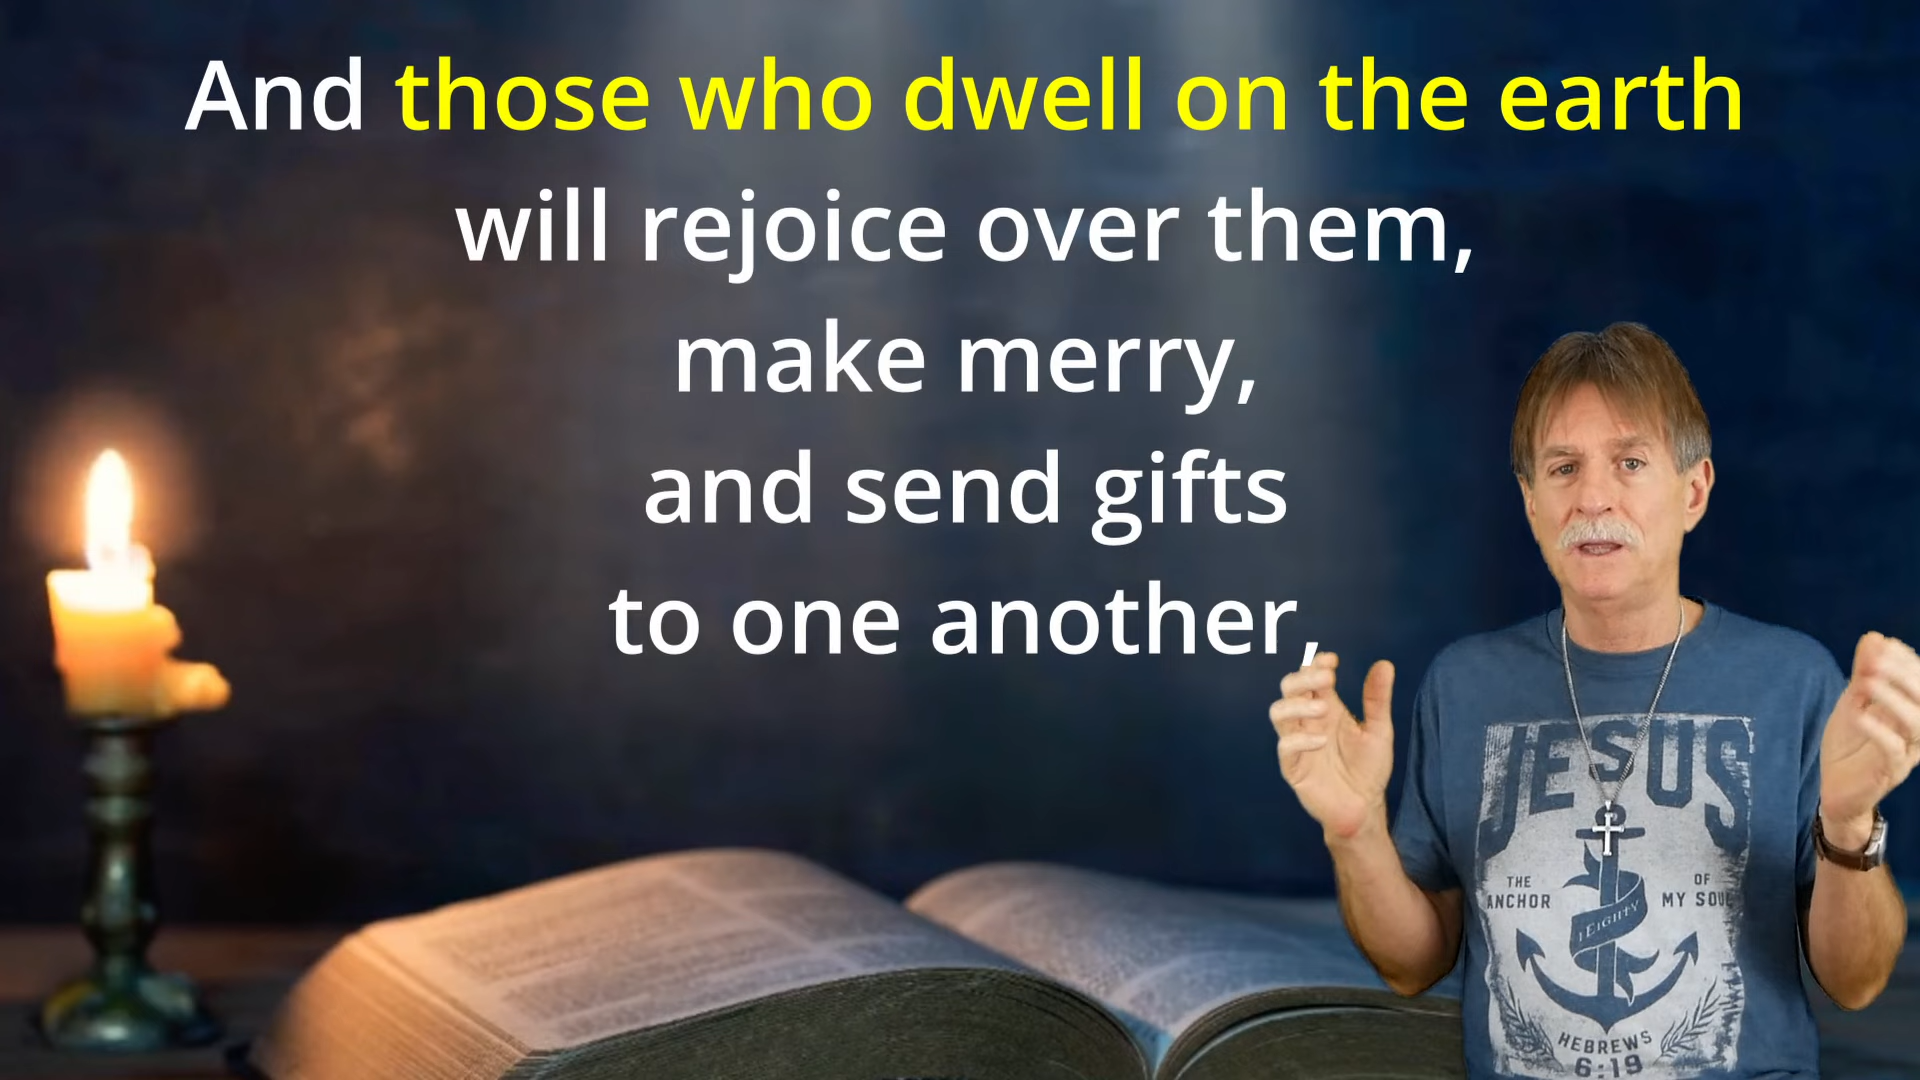 And those who dwell on the earth
will rejoice over them,
make merry,
and send gifts
to one another,
JESUS
THE
ANCHOR
OF
MY SOUL
HEBREWS
6:19